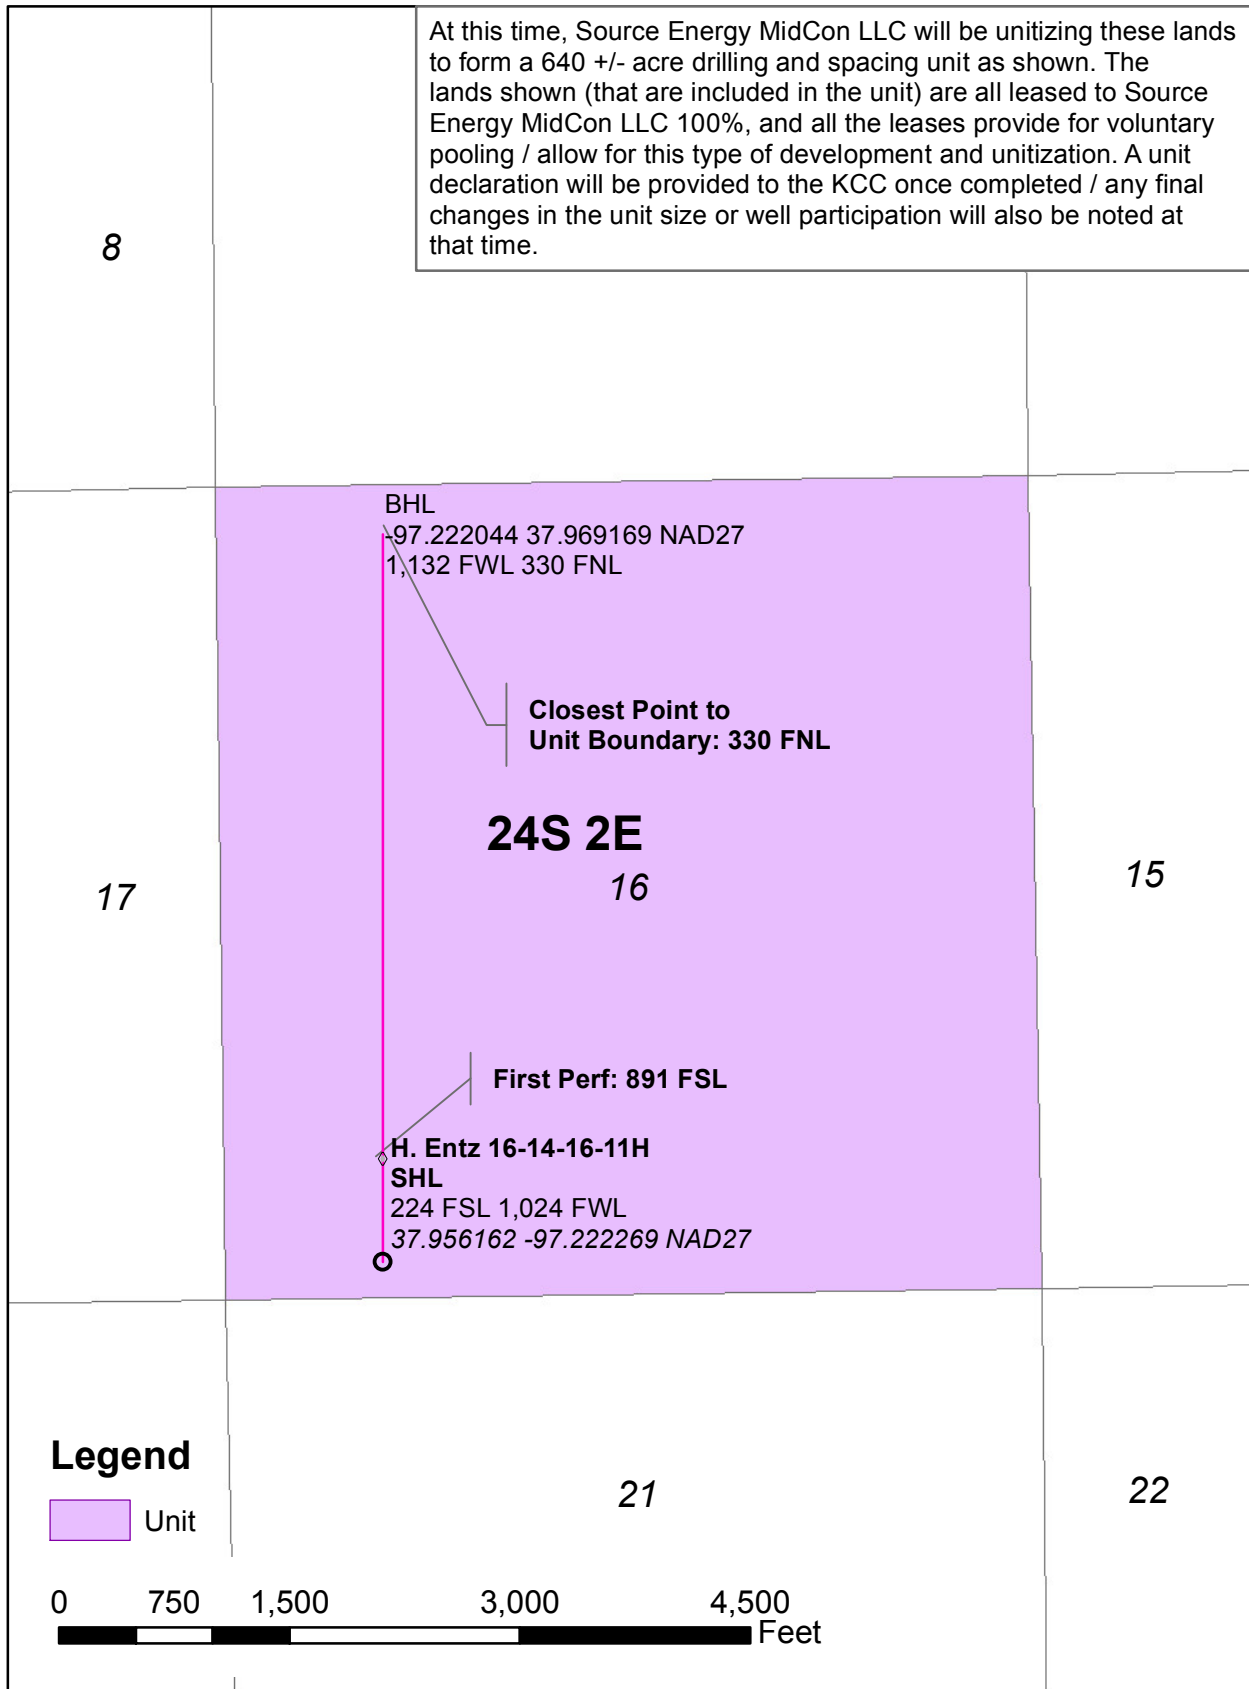 At this time, Source Energy MidCon LLC will be unitizing these lands
to form a 640 +/- acre drilling and spacing unit as shown. The
lands shown (that are included in the unit) are all leased to Source
Energy MidCon LLC 100%, and all the leases provide for voluntary
pooling / allow for this type of development and unitization. A unit
declaration will be provided to the KCC once completed / any final
changes in the unit size or well participation will also be noted at
that time.
8
BHL
-97.222044 37.969169 NAD27
1,132 FWL 330 FNL
Closest Point to
Unit Boundary: 330 FNL
24S 2E
16
17
15
First Perf: 891 FSL
H. Entz 16-14-16-11H
SHL
224 FSL 1,024 FWL
37.956162 -97.222269 NAD27
Legend
Unit
21
22
0 750 1,500 3,000 4,500
Feet